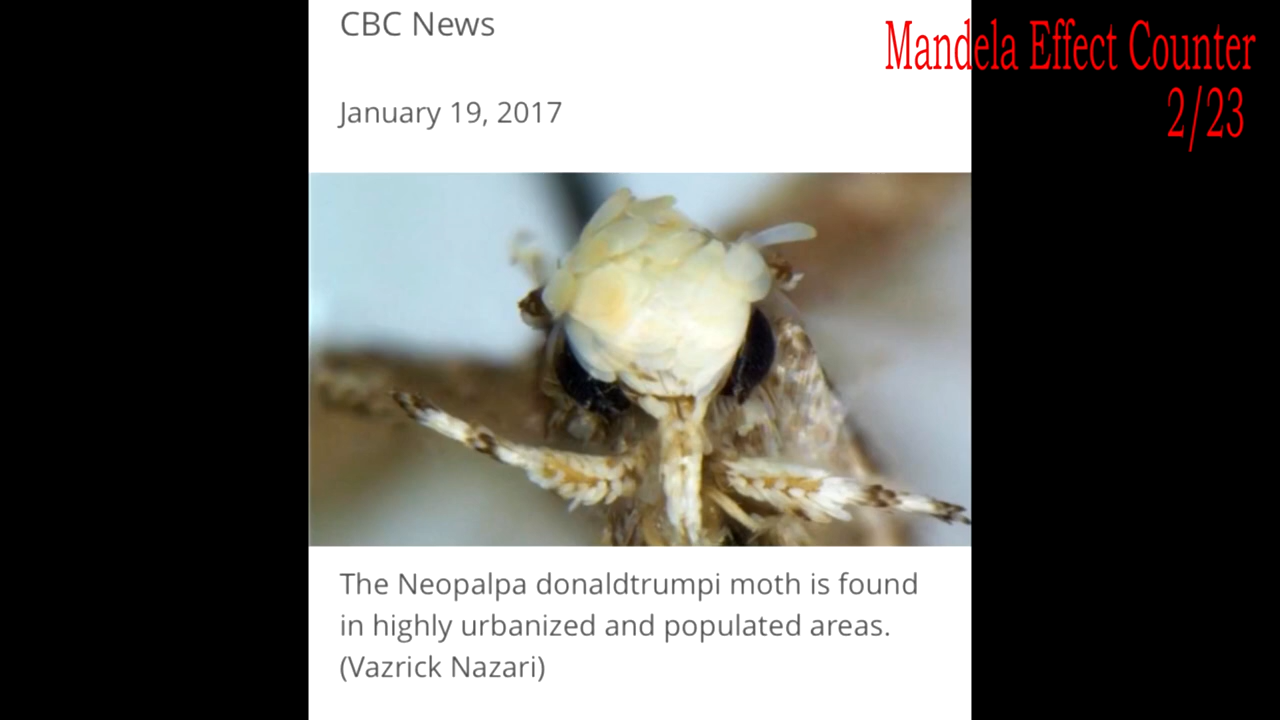 CBC News
Mandela Effect Counter
2/23
January 19, 2017
The Neopalpa donaldtrumpi moth is found
in highly urbanized and populated areas.
(Vazrick Nazari)